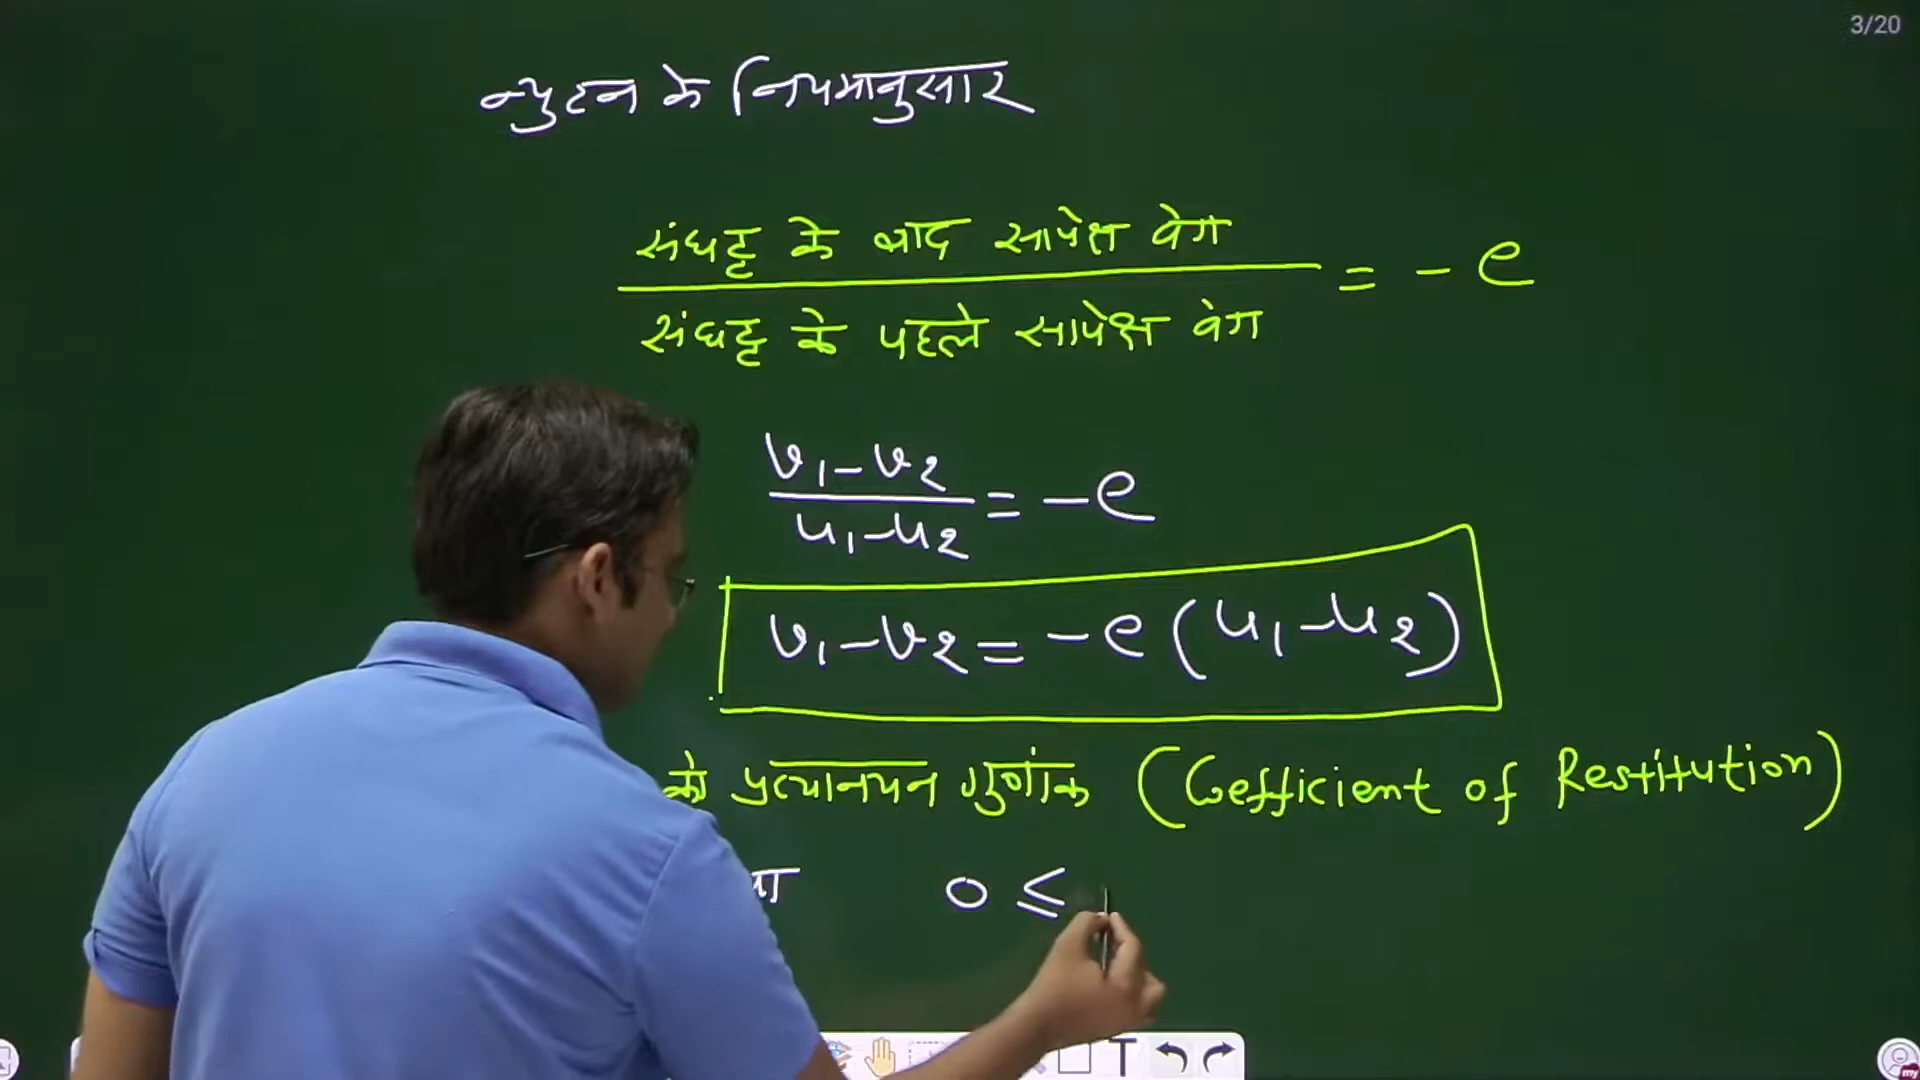 3/20
न्युटन के नियमानुसार
संघट्ट के बाद सापेक्ष वेग
संघट्ट के पहले सापेक्ष वेग
= - e
v₁-v₂
u₁-u₂
= -e
v₁-v₂ = -e (u₁-u₂)
को प्रत्यानयन गुणांक (Coefficient of Restitution)
0 ≤
T
my